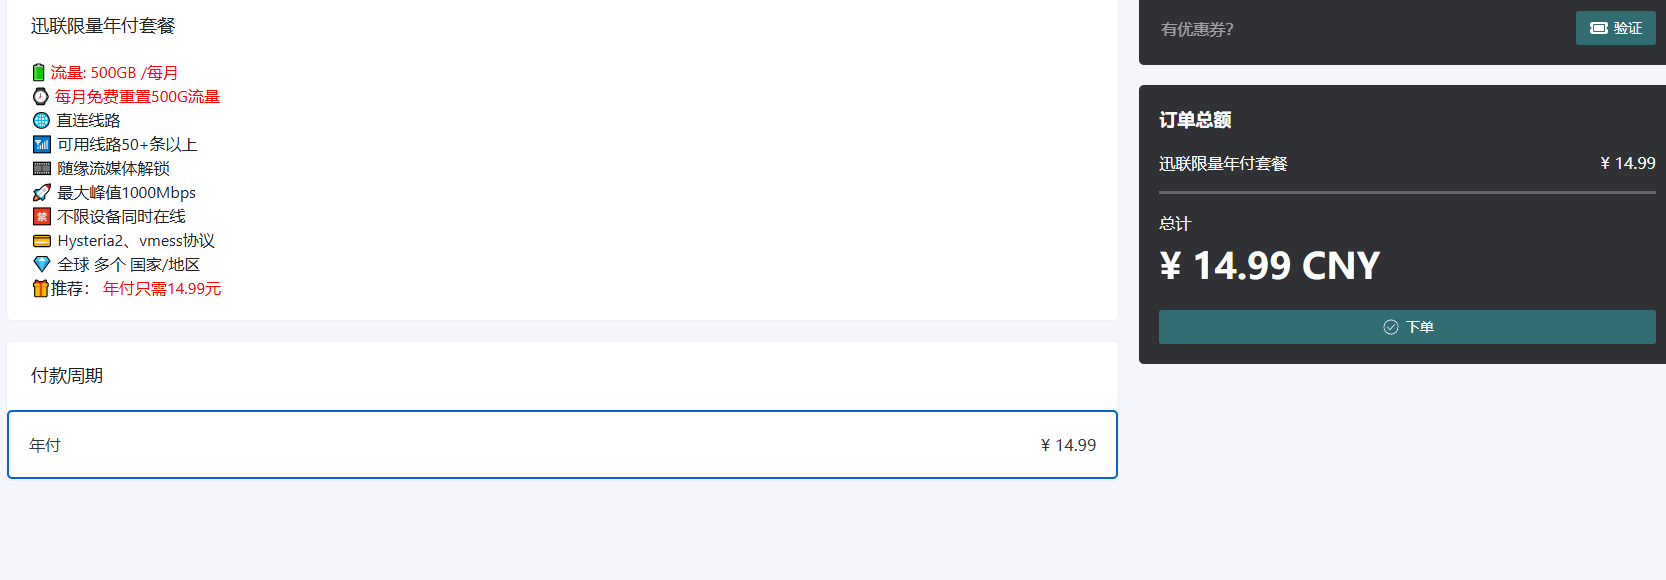 迅联限量年付套餐
流量: 500GB /每月
每月免费重置500G流量
直连线路
可用线路50+条以上
随缘流媒体解锁
最大峰值1000Mbps
禁 不限设备同时在线
Hysteria2、vmess协议
全球 多个 国家/地区
推荐： 年付只需14.99元
付款周期
年付 ¥ 14.99
有优惠券?
验证
订单总额
迅联限量年付套餐 ¥ 14.99
总计
¥ 14.99 CNY
下单